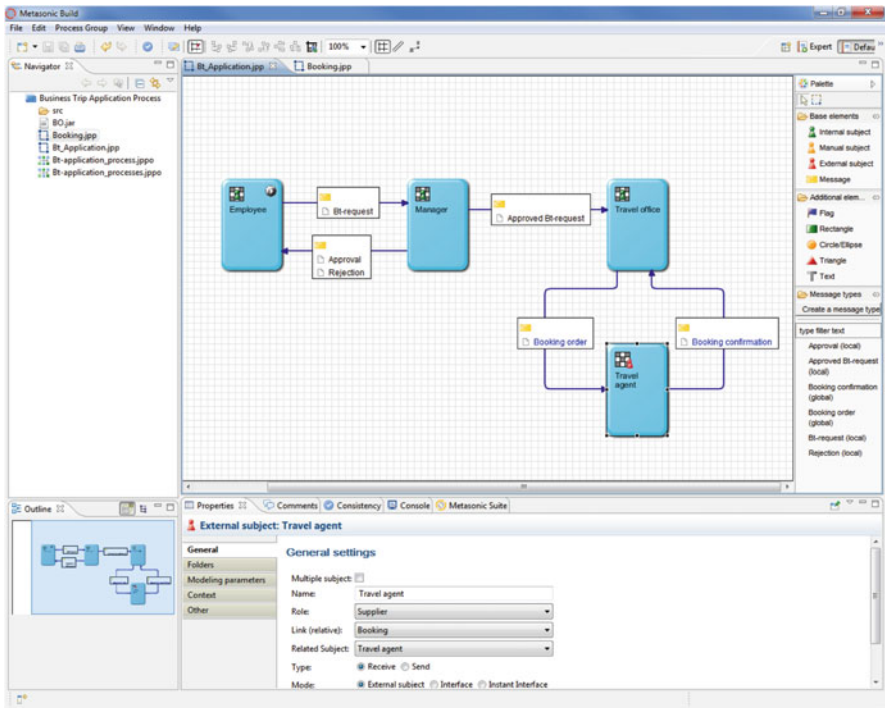 Metasonic Build
File Edit Process Group View Window Help
100%
Expert Defau
Navigator
Business Trip Application Process
src
BO.jar
Booking.jpp
Bt_Application.jpp
Bt-application_process.jppo
Bt-application_processes.jppo
Bt_Application.jpp Booking.jpp
Employee
Bt-request
Approval
Rejection
Manager
Approved Bt-request
Travel office
Booking order
Booking confirmation
Travel
agent
Palette
Base elements
Internal subject
Manual subject
External subject
Message
Additional elem...
Flag
Rectangle
Circle/Ellipse
Triangle
Text
Message types
Create a message type
type filter text
Approval (local)
Approved Bt-request
(local)
Booking confirmation
(global)
Booking order
(global)
Bt-request (local)
Rejection (local)
Outline
Properties Comments Consistency Console Metasonic Suite
External subject: Travel agent
General
Folders
Modeling parameters
Context
Other
General settings
Multiple subject:
Name: Travel agent
Role: Supplier
Link (relative): Booking
Related Subject: Travel agent
Type: Receive Send
Mode: External subject Interface Instant Interface